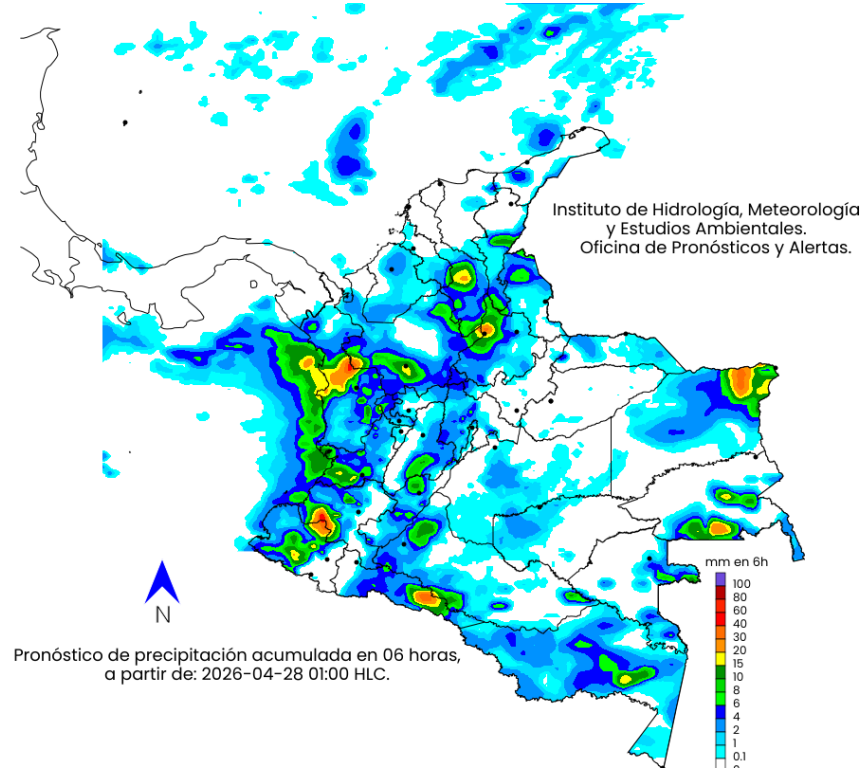 Instituto de Hidrología, Meteorología
y Estudios Ambientales.
Oficina de Pronósticos y Alertas.
mm en 6h
100
80
60
40
30
20
15
10
8
6
4
2
1
0.1
0
N
Pronóstico de precipitación acumulada en 06 horas,
a partir de: 2026-04-28 01:00 HLC.